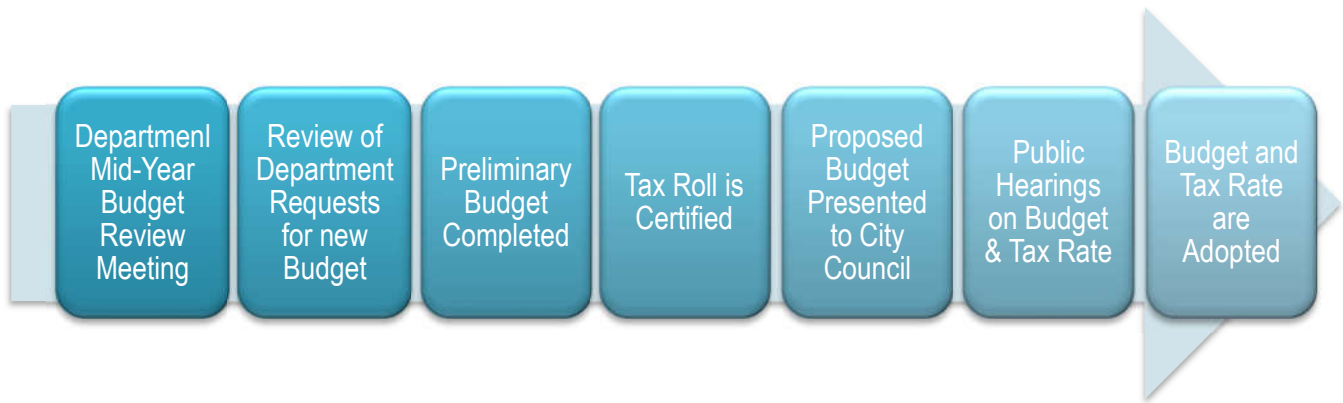 Departmenl
Mid-Year
Budget
Review
Meeting
Review of
Department
Requests
for new
Budget
Preliminary
Budget
Completed
Tax Roll is
Certified
Proposed
Budget
Presented
to City
Council
Public
Hearings
on Budget
& Tax Rate
Budget and
Tax Rate
are
Adopted